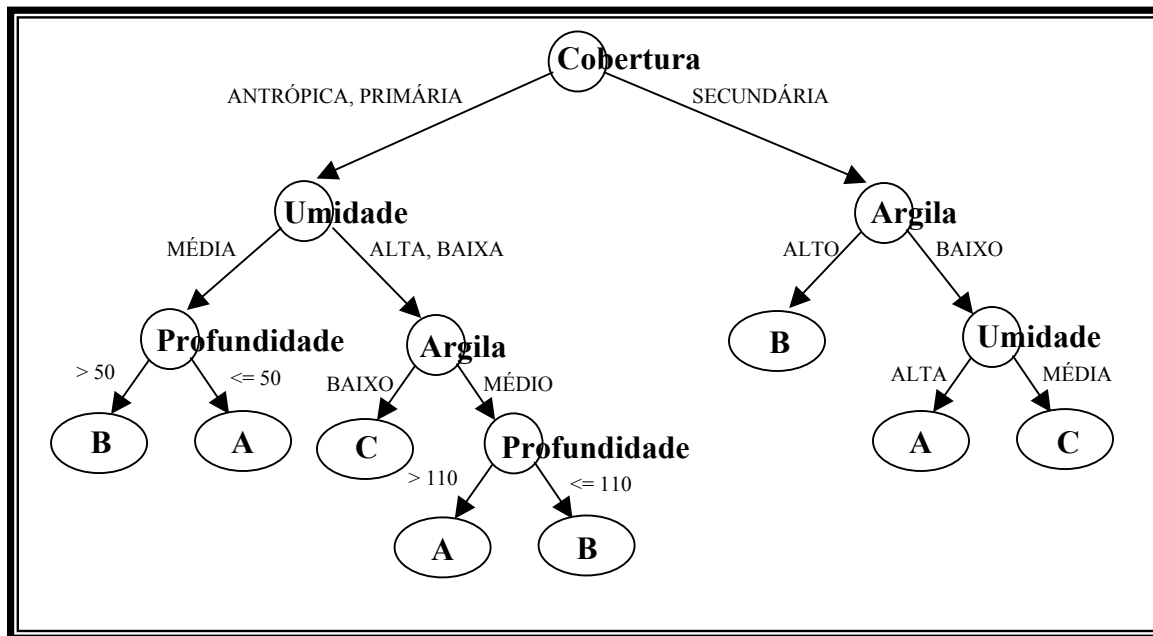 Cobertura
ANTRÓPICA, PRIMÁRIA
SECUNDÁRIA
Umidade
Argila
MÉDIA
ALTA, BAIXA
ALTO
BAIXO
Profundidade
Argila
B
Umidade
> 50
<= 50
BAIXO
MÉDIO
ALTA
MÉDIA
B
A
C
Profundidade
A
C
> 110
<= 110
A
B